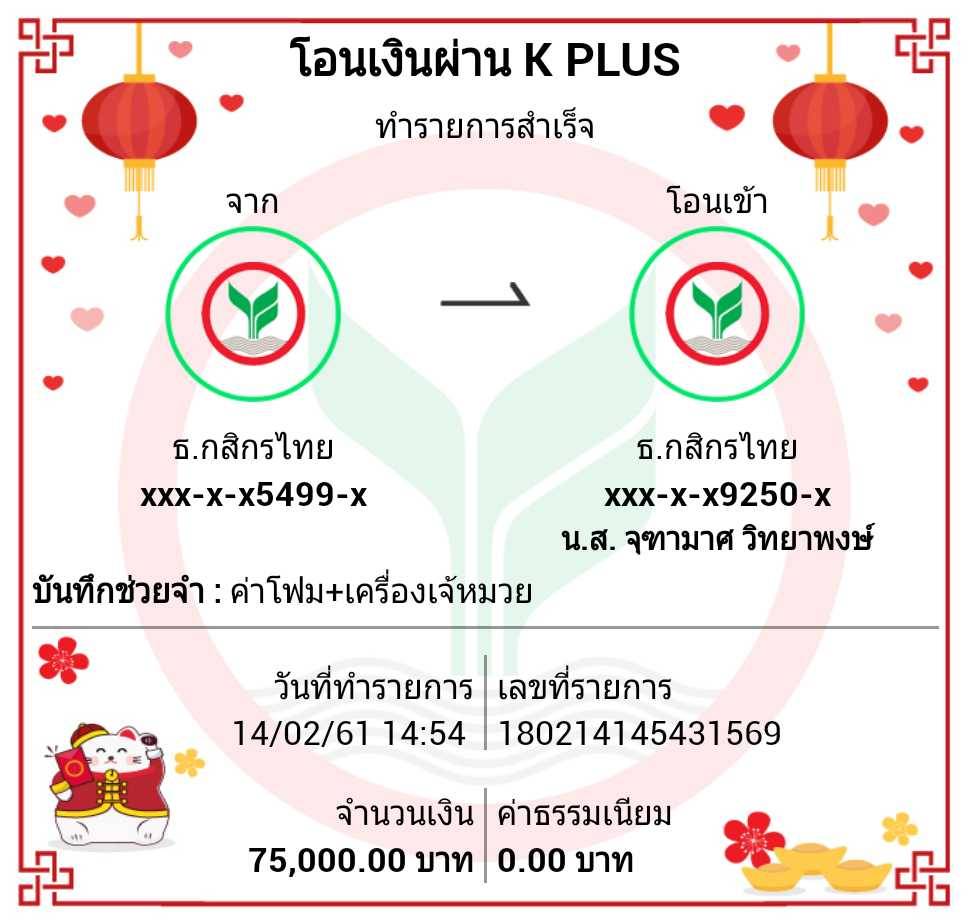 โอนเงินผ่าน K PLUS
ทำรายการสำเร็จ
จาก
โอนเข้า
ธ.กสิกรไทย
xxx-x-x5499-x
ธ.กสิกรไทย
xxx-x-x9250-x
น.ส. จุฑามาศ วิทยาพงษ์
บันทึกช่วยจำ : ค่าโฟม+เครื่องเจ้หมวย
วันที่ทำรายการ
14/02/61 14:54
เลขที่รายการ
180214145431569
จำนวนเงิน
75,000.00 บาท
ค่าธรรมเนียม
0.00 บาท